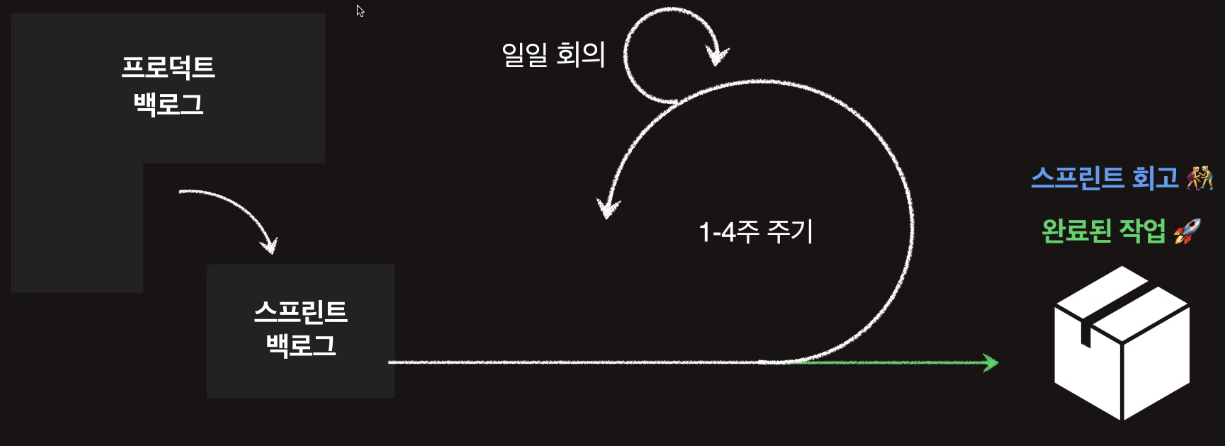 프로덕트
백로그
일일 회의
스프린트 회고 🤼
1-4주 주기
완료된 작업 🚀
스프린트
백로그